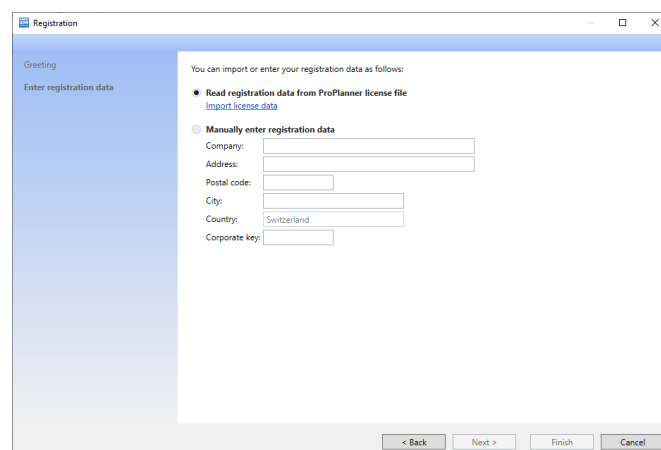 Registration
Greeting
Enter registration data
You can import or enter your registration data as follows:
Read registration data from ProPlanner license file
Import license data
Manually enter registration data
Company:
Address:
Postal code:
City:
Country: Switzerland
Corporate key:
< Back Next > Finish Cancel